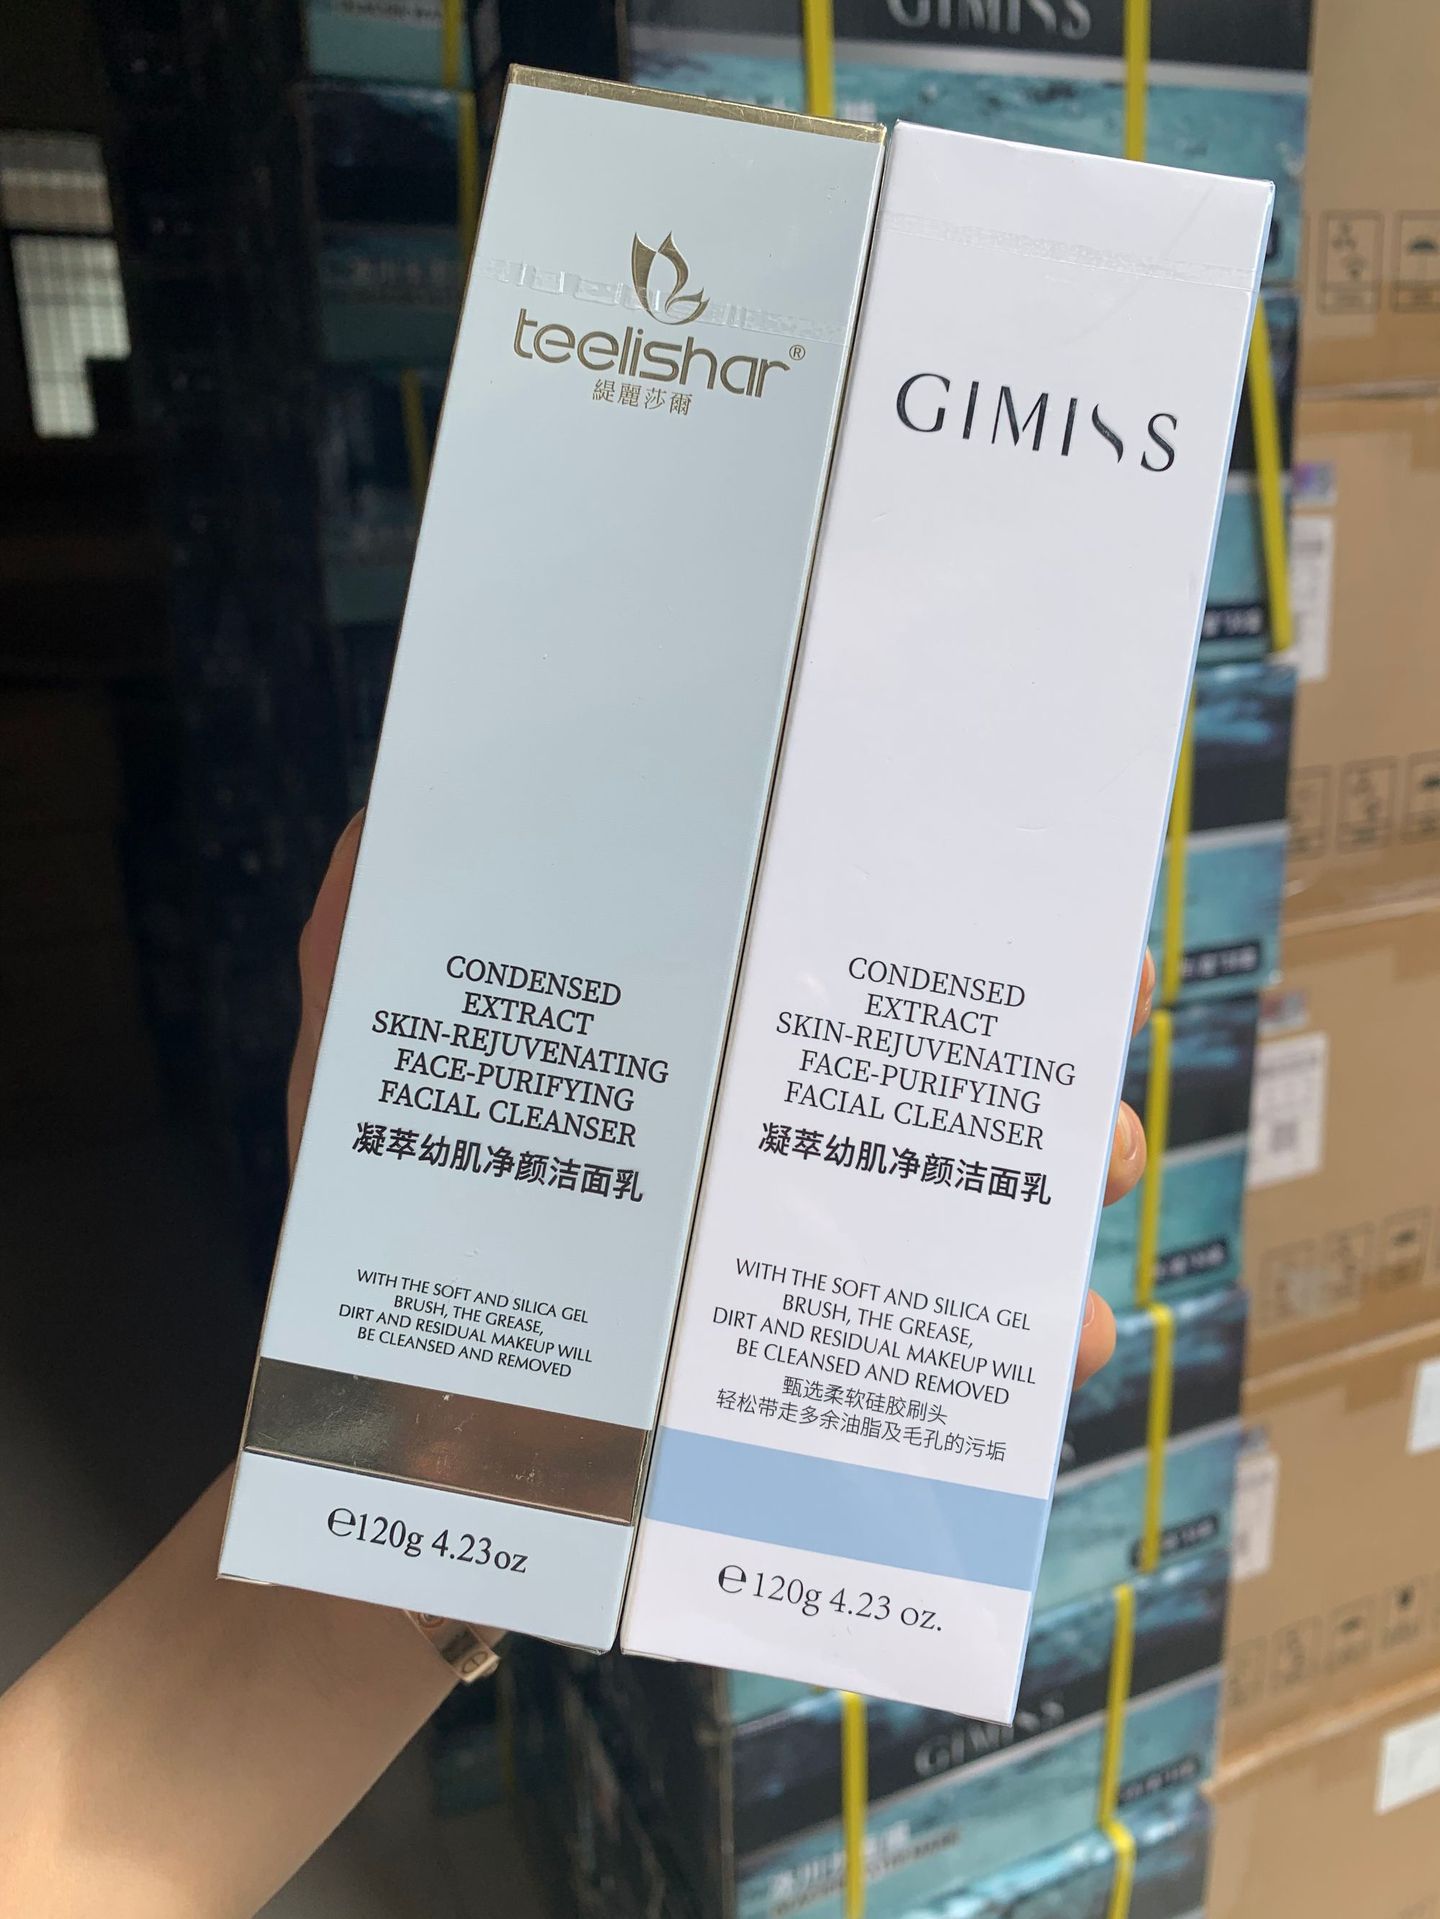 GIMISS
teelishar®
緹麗莎爾
CONDENSED
EXTRACT
SKIN-REJUVENATING
FACE-PURIFYING
FACIAL CLEANSER
凝萃幼肌净颜洁面乳
WITH THE SOFT AND SILICA GEL
BRUSH, THE GREASE,
DIRT AND RESIDUAL MAKEUP WILL
BE CLEANSED AND REMOVED
℮120g 4.23oz
GIMISS
CONDENSED
EXTRACT
SKIN-REJUVENATING
FACE-PURIFYING
FACIAL CLEANSER
凝萃幼肌净颜洁面乳
WITH THE SOFT AND SILICA GEL
BRUSH, THE GREASE,
DIRT AND RESIDUAL MAKEUP WILL
BE CLEANSED AND REMOVED
甄选柔软硅胶刷头
轻松带走多余油脂及毛孔的污垢
℮120g 4.23 oz.
GIMISS